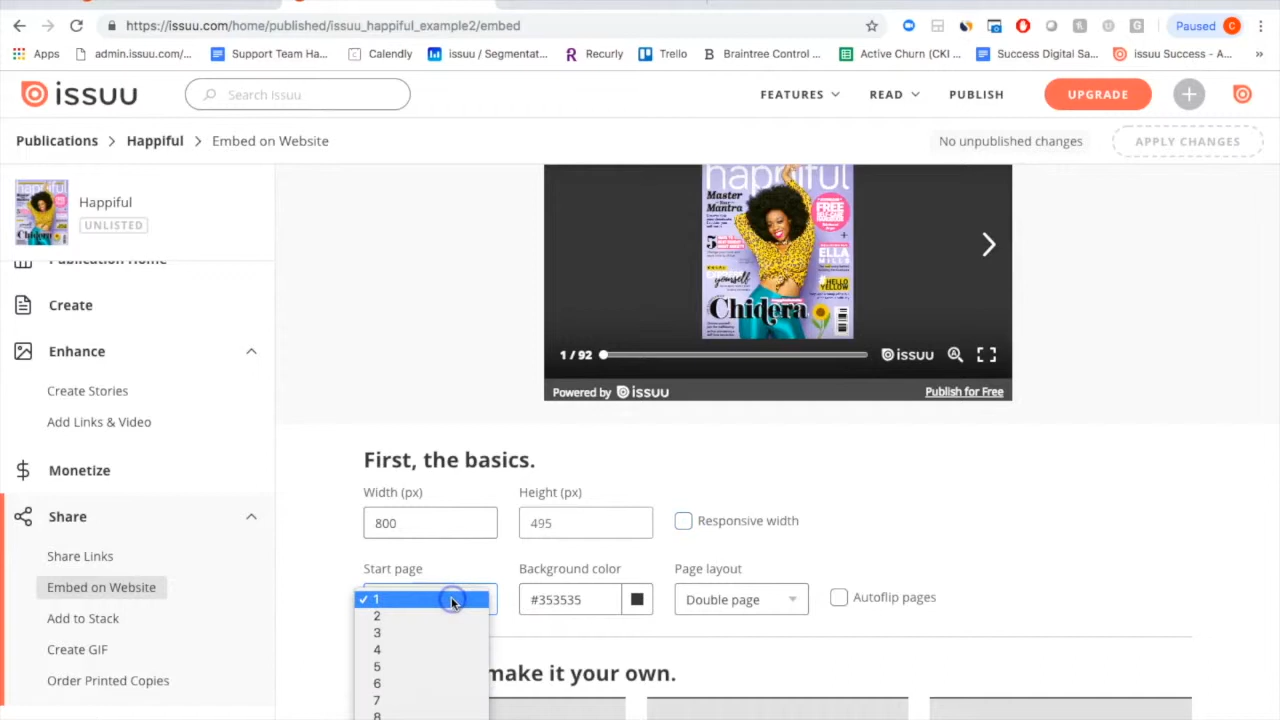 https://issuu.com/home/published/issuu_happiful_example2/embed
Paused
C
Apps
admin.issuu.com/...
Support Team Ha...
Calendly
issuu / Segmentat...
Recurly
Trello
Braintree Control ...
Active Churn (CKI ...
Success Digital Sa...
issuu Success - A...
»
issuu
Search Issuu
FEATURES
READ
PUBLISH
UPGRADE
Publications > Happiful > Embed on Website
No unpublished changes
APPLY CHANGES
Happiful
UNLISTED
Publication Home
Create
Enhance
Create Stories
Add Links & Video
Monetize
Share
Share Links
Embed on Website
Add to Stack
Create GIF
Order Printed Copies
happiful
Master
Mantra
5
FREE
ELLA
MILLS
#HELLO
YELLOW
yourself
Chidera
1 / 92
issuu
Powered by issuu
Publish for Free
First, the basics.
Width (px)
Height (px)
800
495
Responsive width
Start page
Background color
Page layout
#353535
Double page
Autoflip pages
✓ 1
2
3
4
5
6
7
8
make it your own.